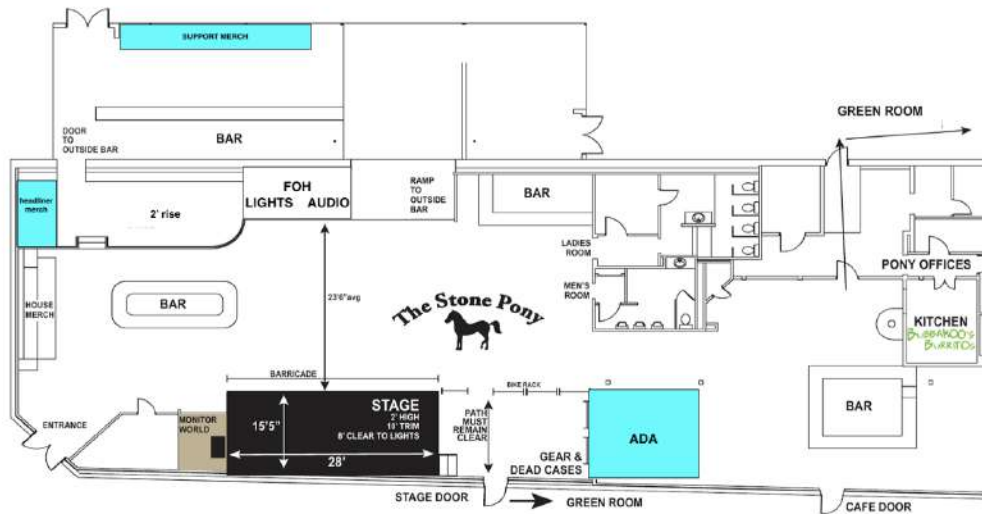 SUPPORT MERCH
GREEN ROOM
DOOR
TO
OUTSIDE BAR
BAR
headliner
merch
2' rise
FOH
LIGHTS AUDIO
RAMP
TO
OUTSIDE
BAR
BAR
LADIES
ROOM
PONY OFFICES
HOUSE
MERCH
BAR
23'6"avg
The Stone Pony
MEN'S
ROOM
KITCHEN
BUBBAKOO'S
BURRITOS
BARRICADE
BIKE RACK
ENTRANCE
MONITOR
WORLD
STAGE
2' HIGH
10' TRIM
8' CLEAR TO LIGHTS
15'5"
28'
PATH
MUST
REMAIN
CLEAR
ADA
BAR
GEAR &
DEAD CASES
STAGE DOOR
GREEN ROOM
CAFE DOOR